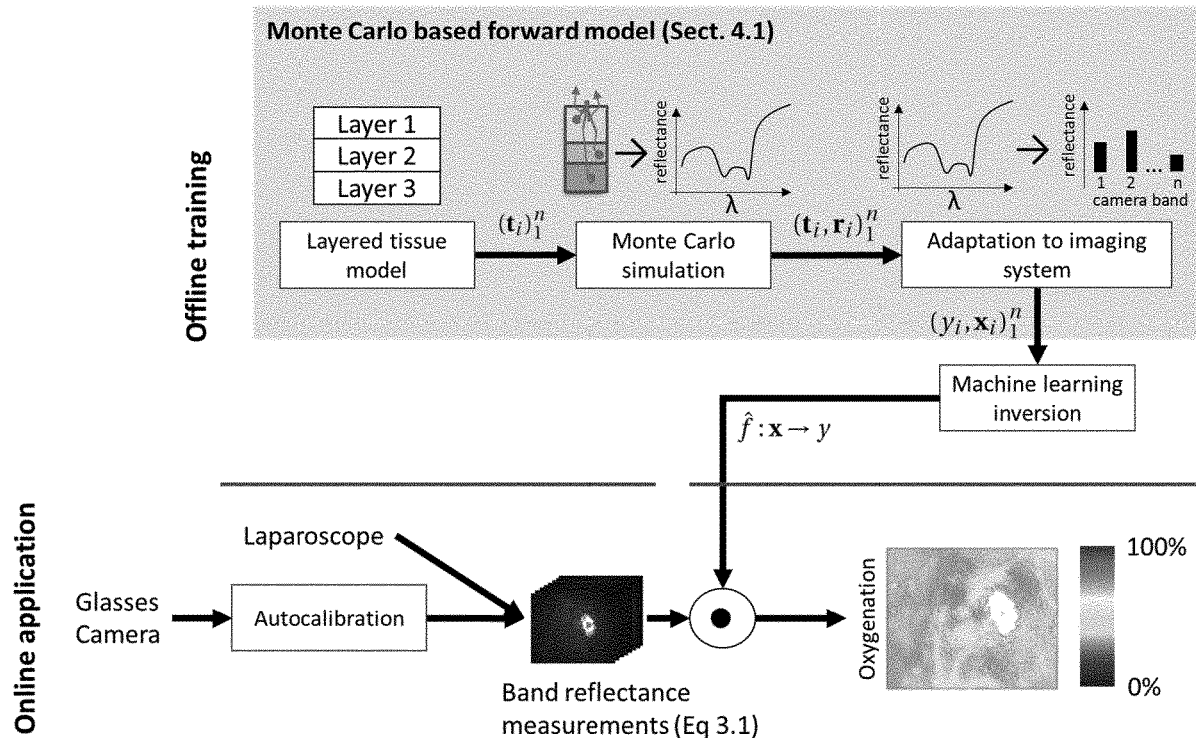 Monte Carlo based forward model (Sect. 4.1)
Offline training
Layer 1
Layer 2
Layer 3
reflectance
λ
reflectance
λ
reflectance
1 2 ... n
camera band
Layered tissue
model
(t_i)_1^n
Monte Carlo
simulation
(t_i, r_i)_1^n
Adaptation to imaging
system
(y_i, x_i)_1^n
Machine learning
inversion
f̂ : x → y
Online application
Laparoscope
Glasses
Camera
Autocalibration
Band reflectance
measurements (Eq 3.1)
Oxygenation
100%
0%